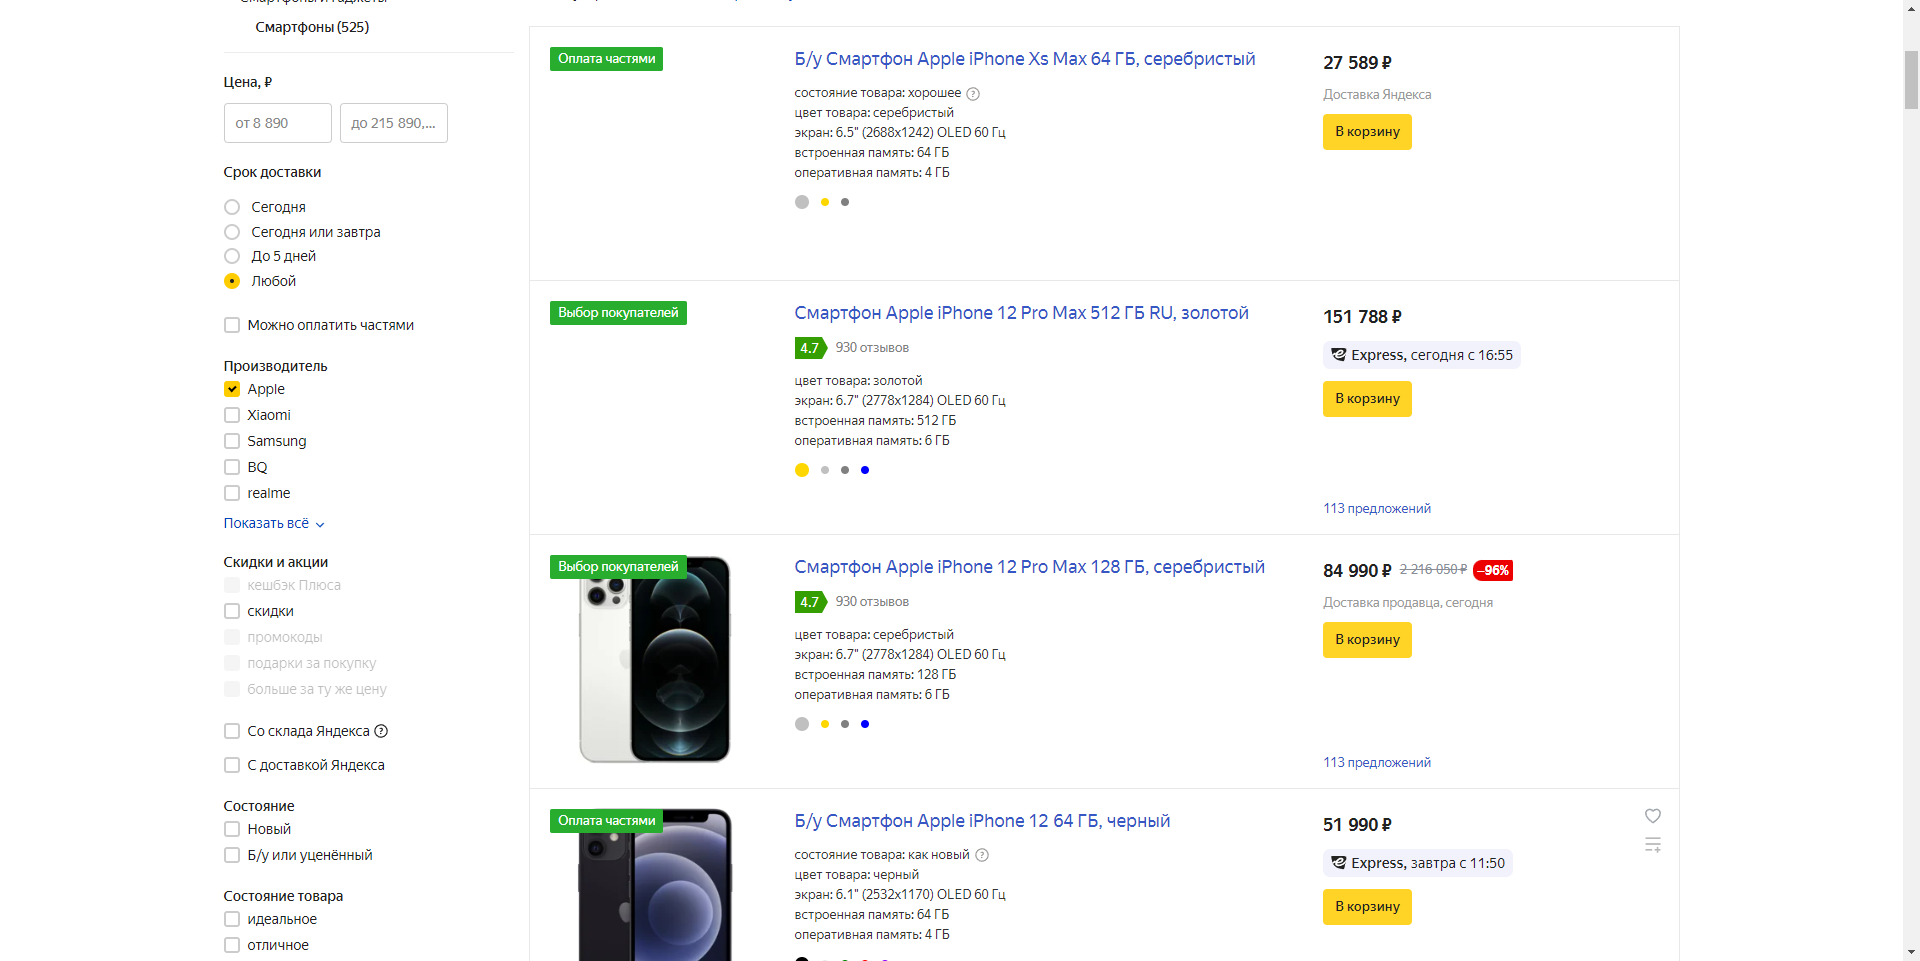 Смартфоны (525)
Цена, ₽
от 8 890
до 215 890,...
Срок доставки
Сегодня
Сегодня или завтра
До 5 дней
Любой
Можно оплатить частями
Производитель
Apple
Xiaomi
Samsung
BQ
realme
Показать всё
Скидки и акции
кешбэк Плюса
скидки
промокоды
подарки за покупку
больше за ту же цену
Со склада Яндекса
С доставкой Яндекса
Состояние
Новый
Б/у или уценённый
Состояние товара
идеальное
отличное
Оплата частями
Б/у Смартфон Apple iPhone Xs Max 64 ГБ, серебристый
состояние товара: хорошее
цвет товара: серебристый
экран: 6.5" (2688x1242) OLED 60 Гц
встроенная память: 64 ГБ
оперативная память: 4 ГБ
27 589 ₽
Доставка Яндекса
В корзину
Выбор покупателей
Смартфон Apple iPhone 12 Pro Max 512 ГБ RU, золотой
4.7 930 отзывов
цвет товара: золотой
экран: 6.7" (2778x1284) OLED 60 Гц
встроенная память: 512 ГБ
оперативная память: 6 ГБ
151 788 ₽
Express, сегодня с 16:55
В корзину
113 предложений
Выбор покупателей
Смартфон Apple iPhone 12 Pro Max 128 ГБ, серебристый
4.7 930 отзывов
цвет товара: серебристый
экран: 6.7" (2778x1284) OLED 60 Гц
встроенная память: 128 ГБ
оперативная память: 6 ГБ
84 990 ₽ 2 216 050 ₽ –96%
Доставка продавца, сегодня
В корзину
113 предложений
Оплата частями
Б/у Смартфон Apple iPhone 12 64 ГБ, черный
состояние товара: как новый
цвет товара: черный
экран: 6.1" (2532x1170) OLED 60 Гц
встроенная память: 64 ГБ
оперативная память: 4 ГБ
51 990 ₽
Express, завтра с 11:50
В корзину